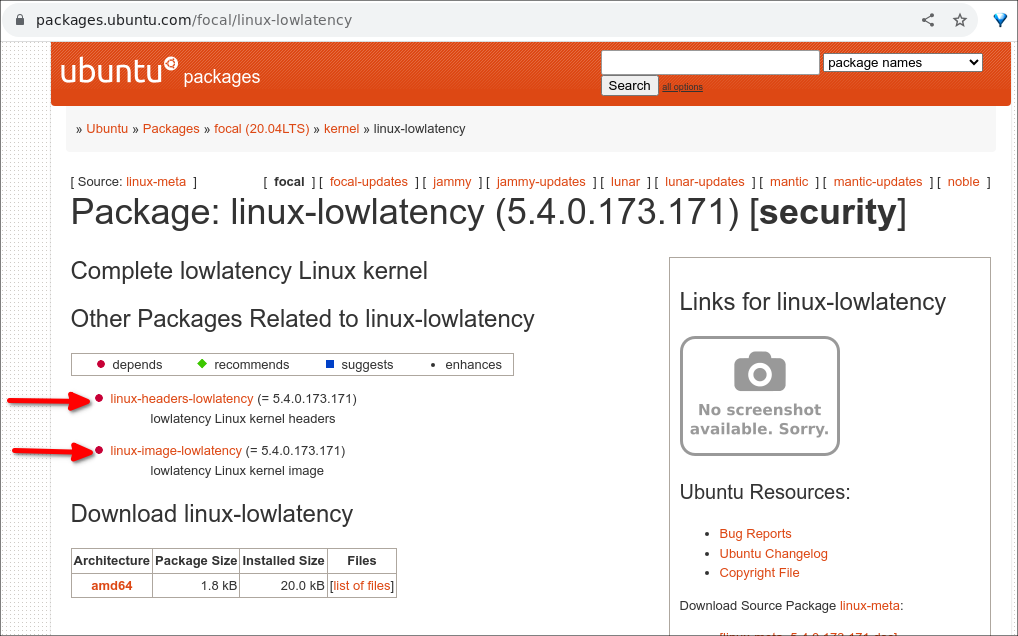 packages.ubuntu.com/focal/linux-lowlatency
ubuntu packages
package names
Search all options
» Ubuntu » Packages » focal (20.04LTS) » kernel » linux-lowlatency
[ Source: linux-meta ] [ focal ] [ focal-updates ] [ jammy ] [ jammy-updates ] [ lunar ] [ lunar-updates ] [ mantic ] [ mantic-updates ] [ noble ]
Package: linux-lowlatency (5.4.0.173.171) [security]
Complete lowlatency Linux kernel
Other Packages Related to linux-lowlatency
depends recommends suggests enhances
linux-headers-lowlatency (= 5.4.0.173.171)
lowlatency Linux kernel headers
linux-image-lowlatency (= 5.4.0.173.171)
lowlatency Linux kernel image
Download linux-lowlatency
Architecture Package Size Installed Size Files
amd64 1.8 kB 20.0 kB [list of files]
Links for linux-lowlatency
No screenshot
available. Sorry.
Ubuntu Resources:
• Bug Reports
• Ubuntu Changelog
• Copyright File
Download Source Package linux-meta: